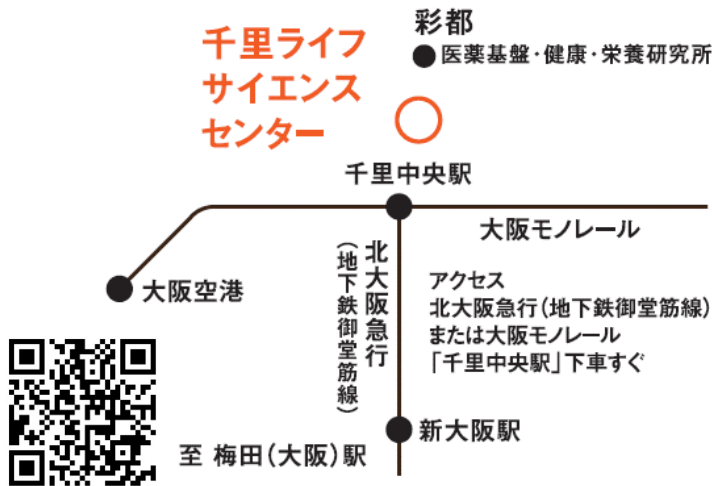 彩都
医薬基盤・健康・栄養研究所
千里ライフ
サイエンス
センター
千里中央駅
大阪モノレール
大阪空港
北大阪急行
（地下鉄御堂筋線）
アクセス
北大阪急行（地下鉄御堂筋線）
または大阪モノレール
「千里中央駅」下車すぐ
新大阪駅
至 梅田（大阪）駅